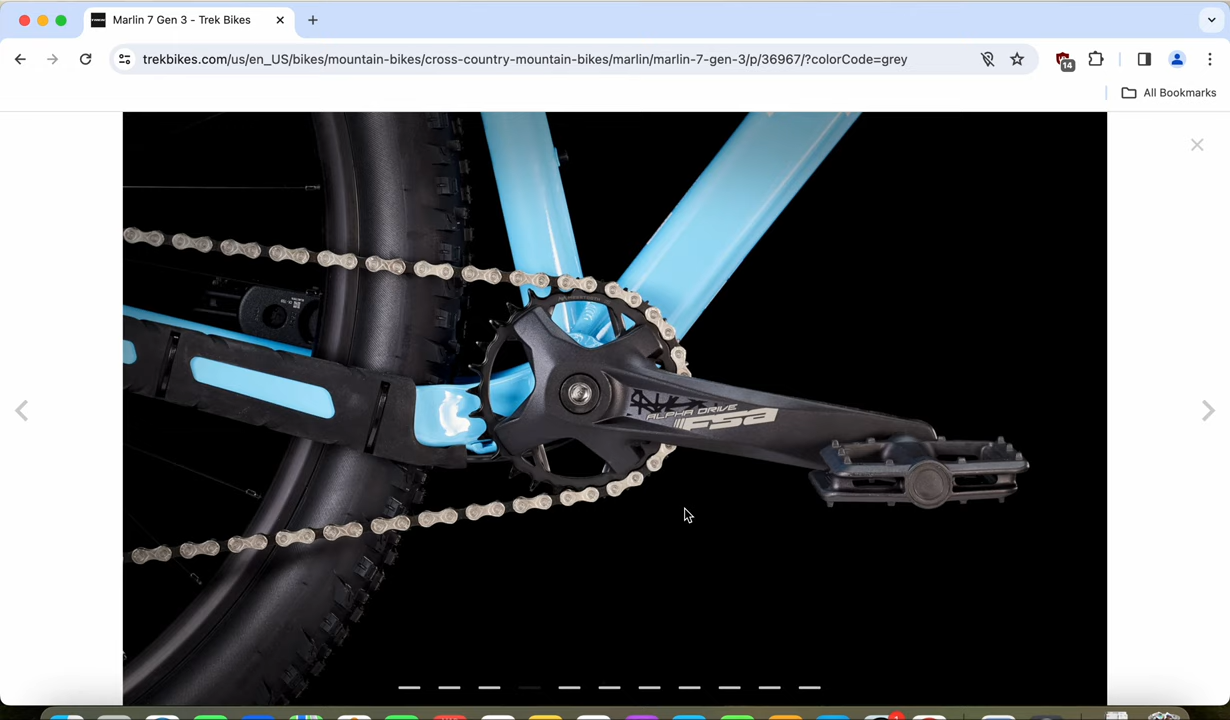 Marlin 7 Gen 3 - Trek Bikes
trekbikes.com/us/en_US/bikes/mountain-bikes/cross-country-mountain-bikes/marlin/marlin-7-gen-3/p/36967/?colorCode=grey
14
All Bookmarks
ALPHA DRIVE
FSA